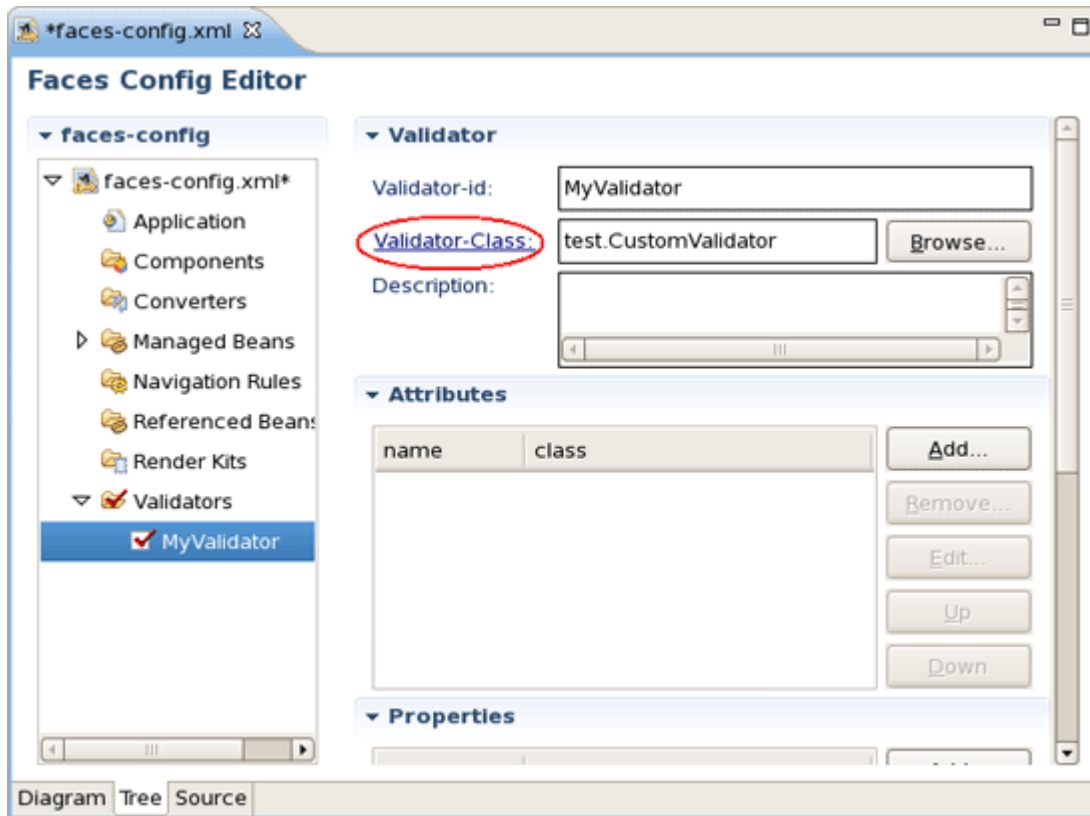 *faces-config.xml
Faces Config Editor
faces-config
faces-config.xml*
Application
Components
Converters
Managed Beans
Navigation Rules
Referenced Beans
Render Kits
Validators
MyValidator
Validator
Validator-id: MyValidator
Validator-Class: test.CustomValidator Browse...
Description:
Attributes
name class
Add...
Remove...
Edit...
Up
Down
Properties
Diagram Tree Source